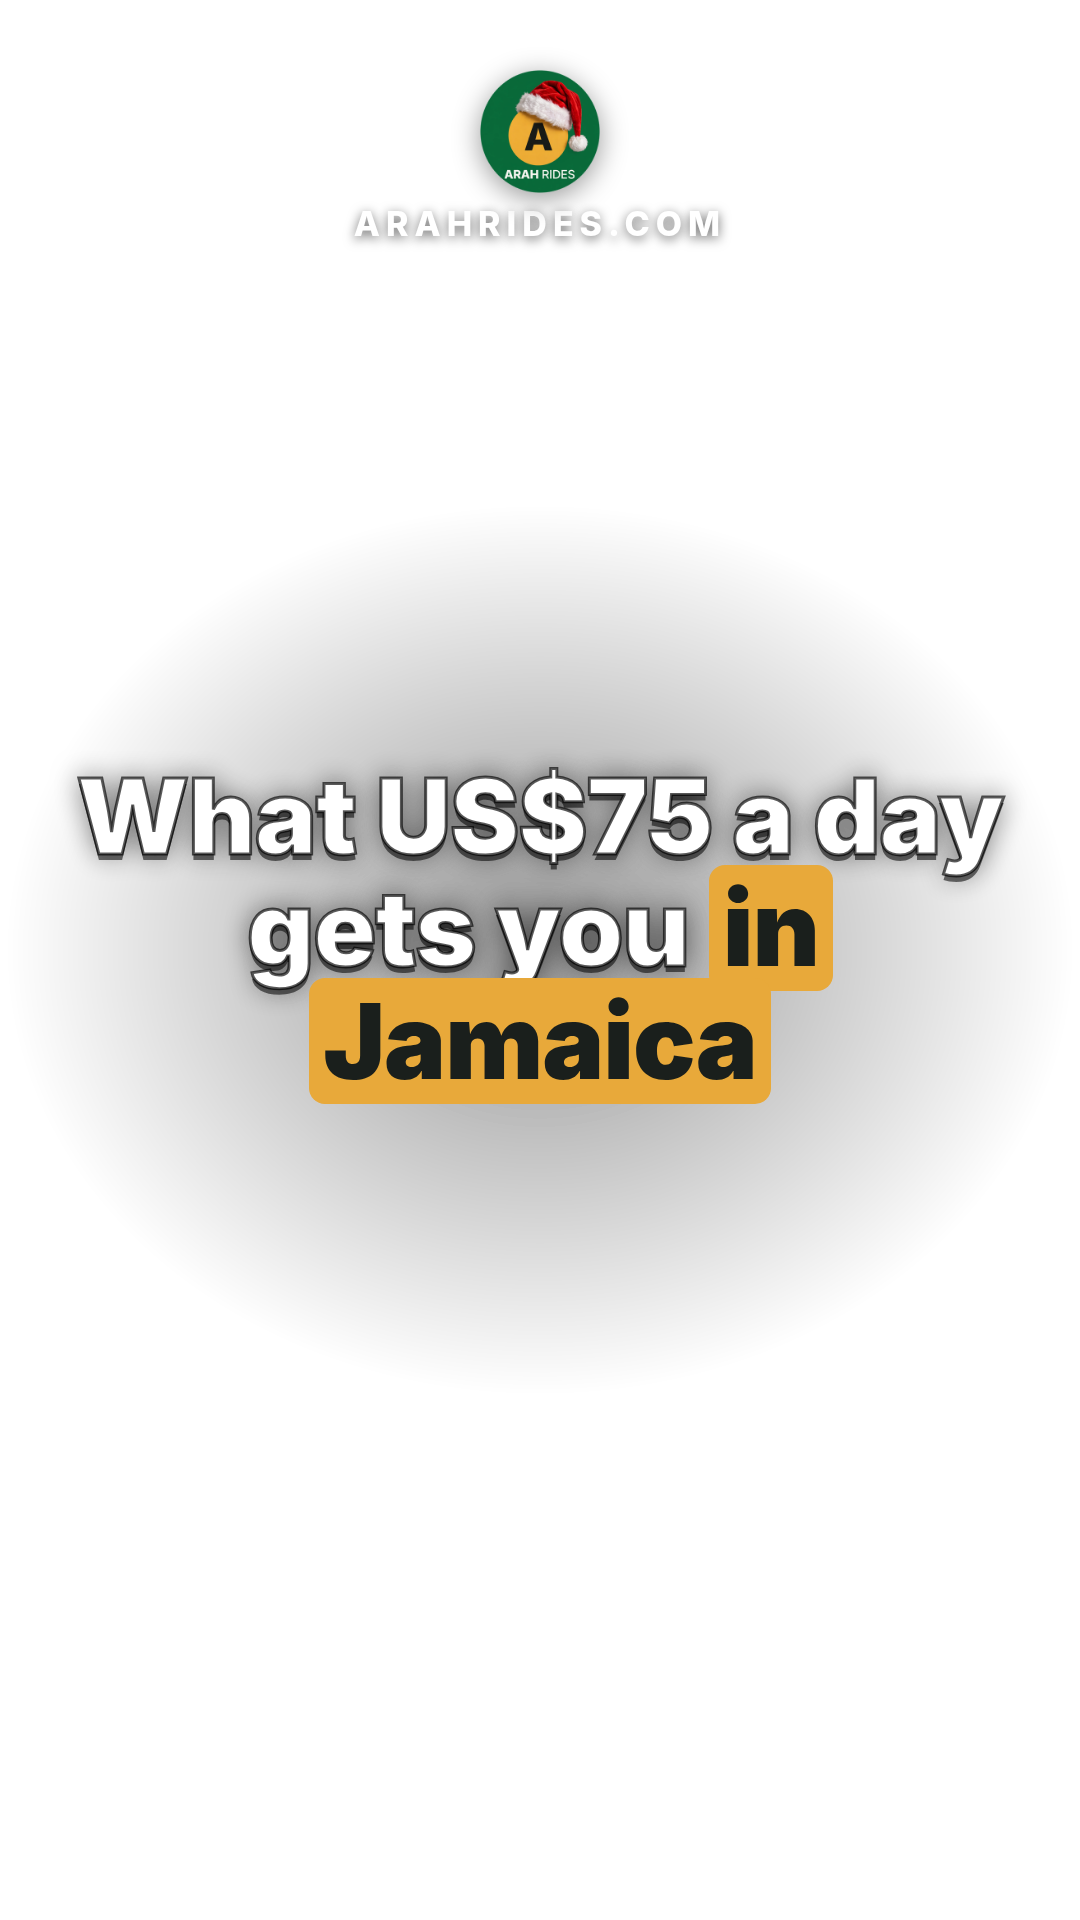 A
ARAH RIDES
ARAHRIDES.COM
What US$75 a day
gets you in
Jamaica